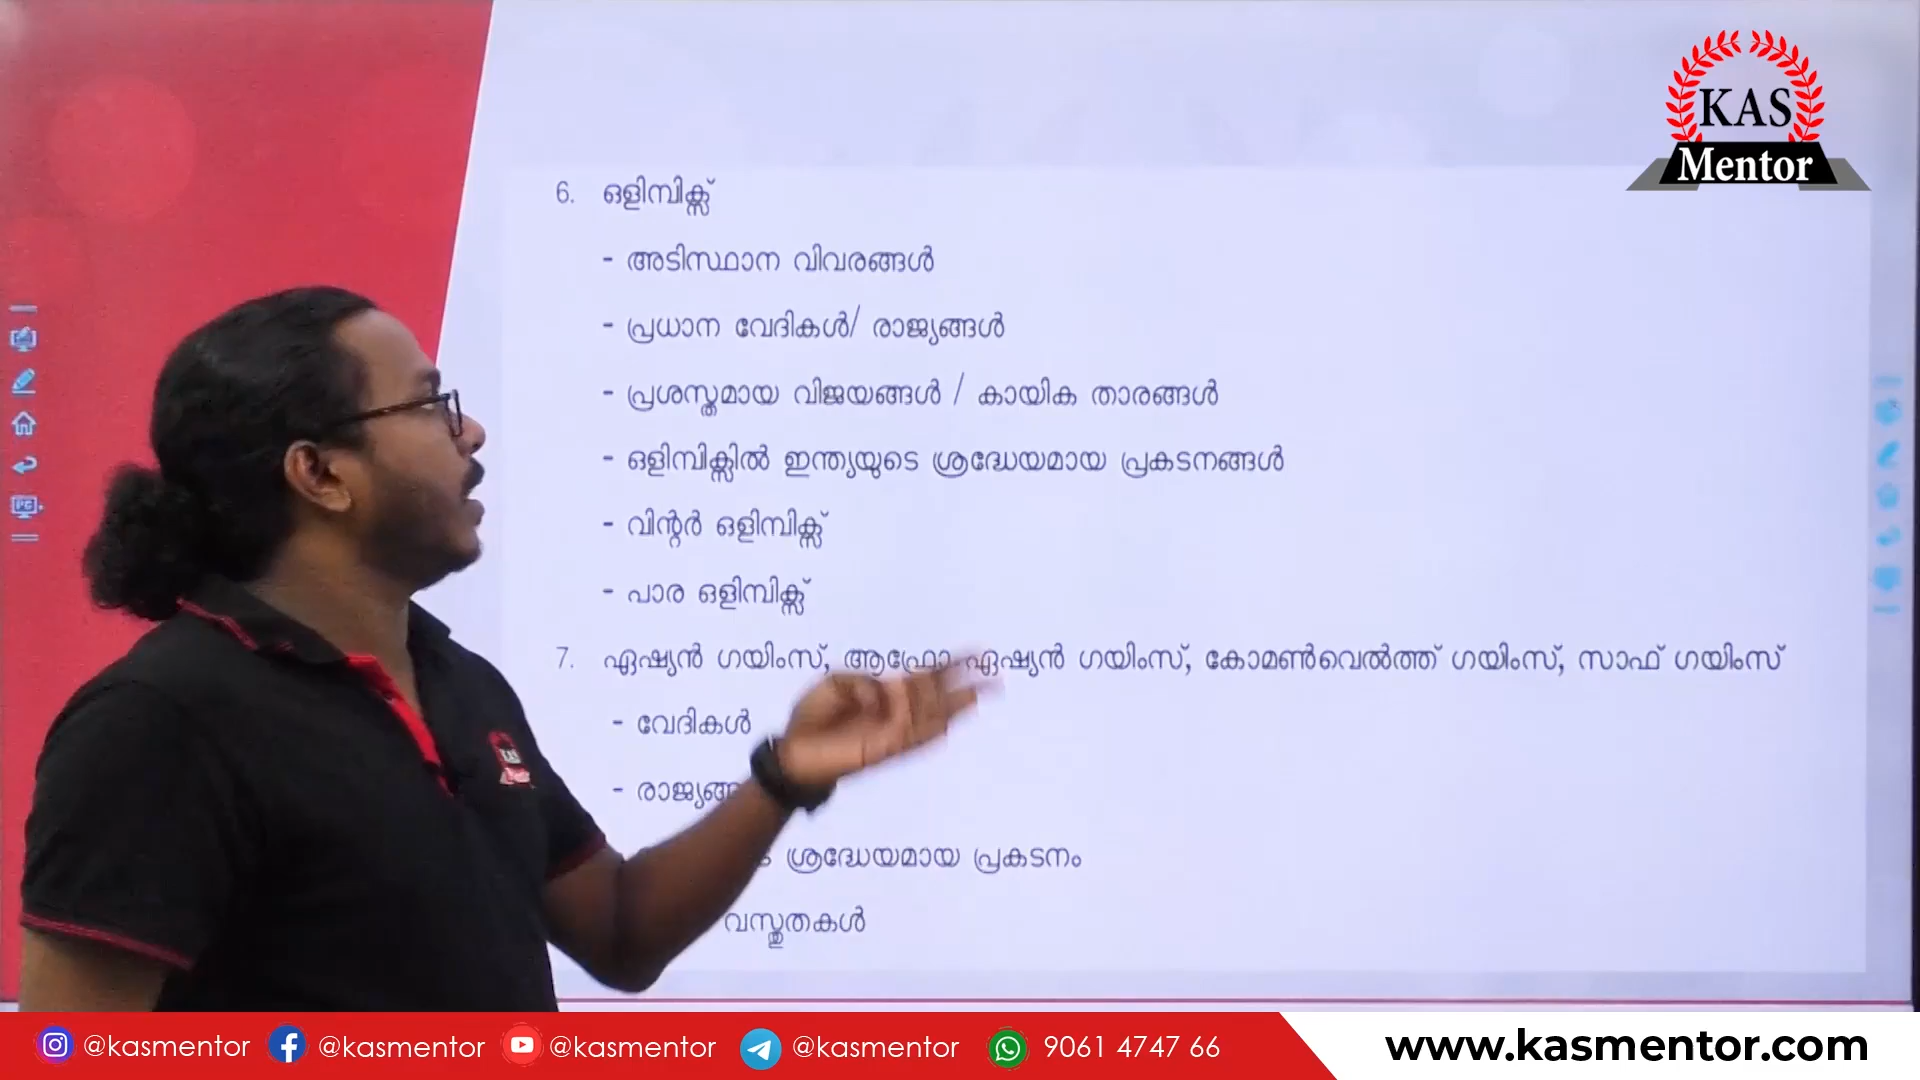 KAS
Mentor
6. ഒളിമ്പിക്സ്
- അടിസ്ഥാന വിവരങ്ങൾ
- പ്രധാന വേദികൾ/ രാജ്യങ്ങൾ
- പ്രശസ്തമായ വിജയങ്ങൾ / കായിക താരങ്ങൾ
- ഒളിമ്പിക്സിൽ ഇന്ത്യയുടെ ശ്രദ്ധേയമായ പ്രകടനങ്ങൾ
- വിന്റർ ഒളിമ്പിക്സ്
- പാര ഒളിമ്പിക്സ്
7. ഏഷ്യൻ ഗയിംസ്, ആഫ്രോ-ഏഷ്യൻ ഗയിംസ്, കോമൺവെൽത്ത് ഗയിംസ്, സാഫ് ഗയിംസ്
- വേദികൾ
ശ്രദ്ധേയമായ പ്രകടനം
വസ്തുതകൾ
KAS
@kasmentor @kasmentor @kasmentor @kasmentor 9061 4747 66 www.kasmentor.com